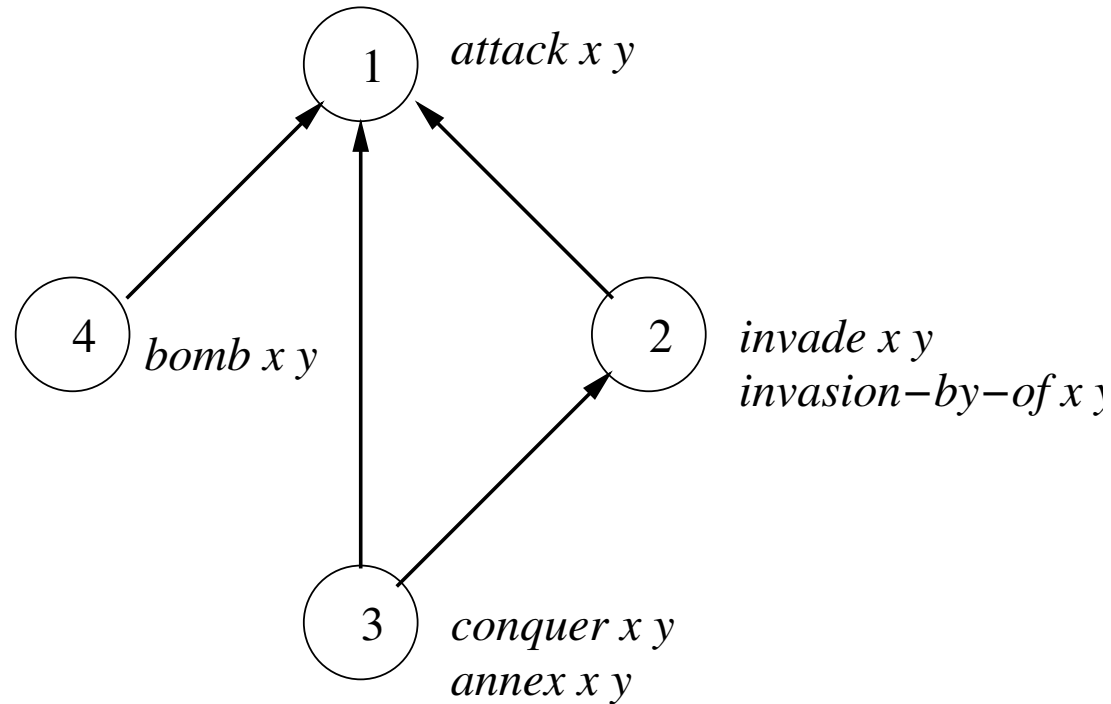 1 attack x y
4 bomb x y
2 invade x y
invasion−by−of x y
3 conquer x y
annex x y